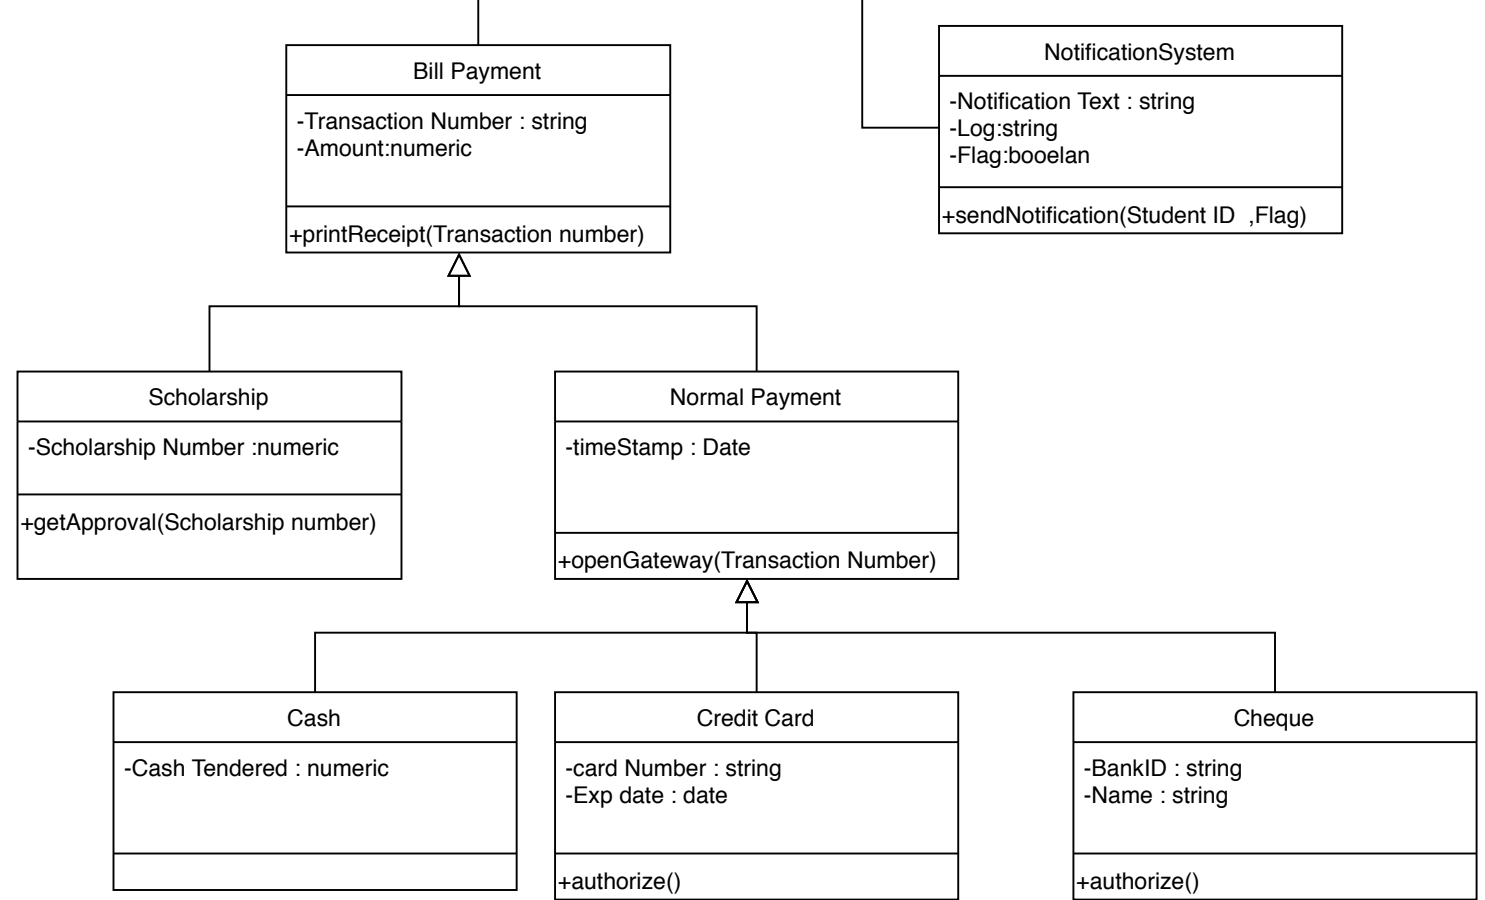 Bill Payment
-Transaction Number : string
-Amount:numeric
+printReceipt(Transaction number)
NotificationSystem
-Notification Text : string
-Log:string
-Flag:booelan
+sendNotification(Student ID  ,Flag)
Scholarship
-Scholarship Number :numeric
+getApproval(Scholarship number)
Normal Payment
-timeStamp : Date
+openGateway(Transaction Number)
Cash
-Cash Tendered : numeric
Credit Card
-card Number : string
-Exp date : date
+authorize()
Cheque
-BankID : string
-Name : string
+authorize()